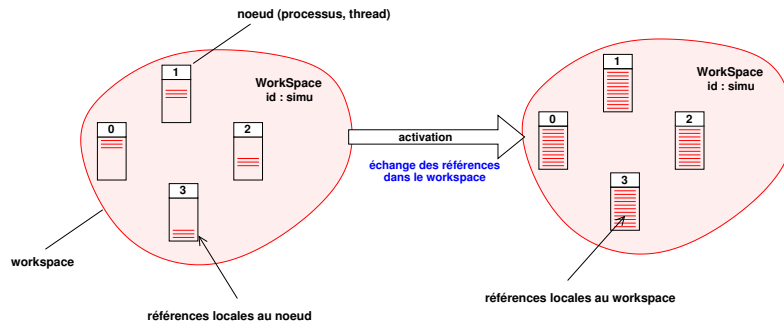 noeud (processus, thread)
1
WorkSpace
id : simu
0
2
3
workspace
références locales au noeud
activation
échange des références
dans le workspace
1
WorkSpace
id : simu
0
2
3
références locales au workspace